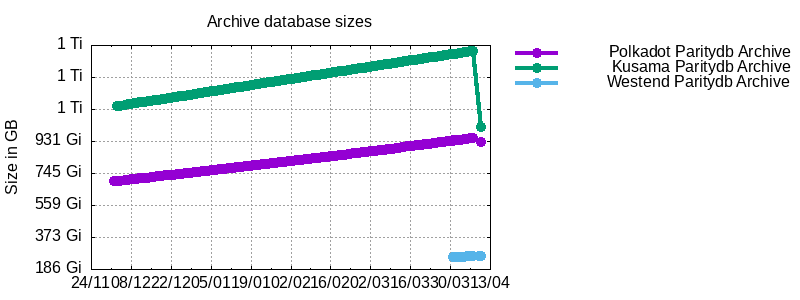 Archive database sizes
Polkadot Paritydb Archive
Kusama Paritydb Archive
Westend Paritydb Archive
Size in GB
1 Ti
1 Ti
1 Ti
931 Gi
745 Gi
559 Gi
373 Gi
186 Gi
24/11 08/12 22/12 05/01 19/01 02/02 16/02 02/03 16/03 30/03 13/04